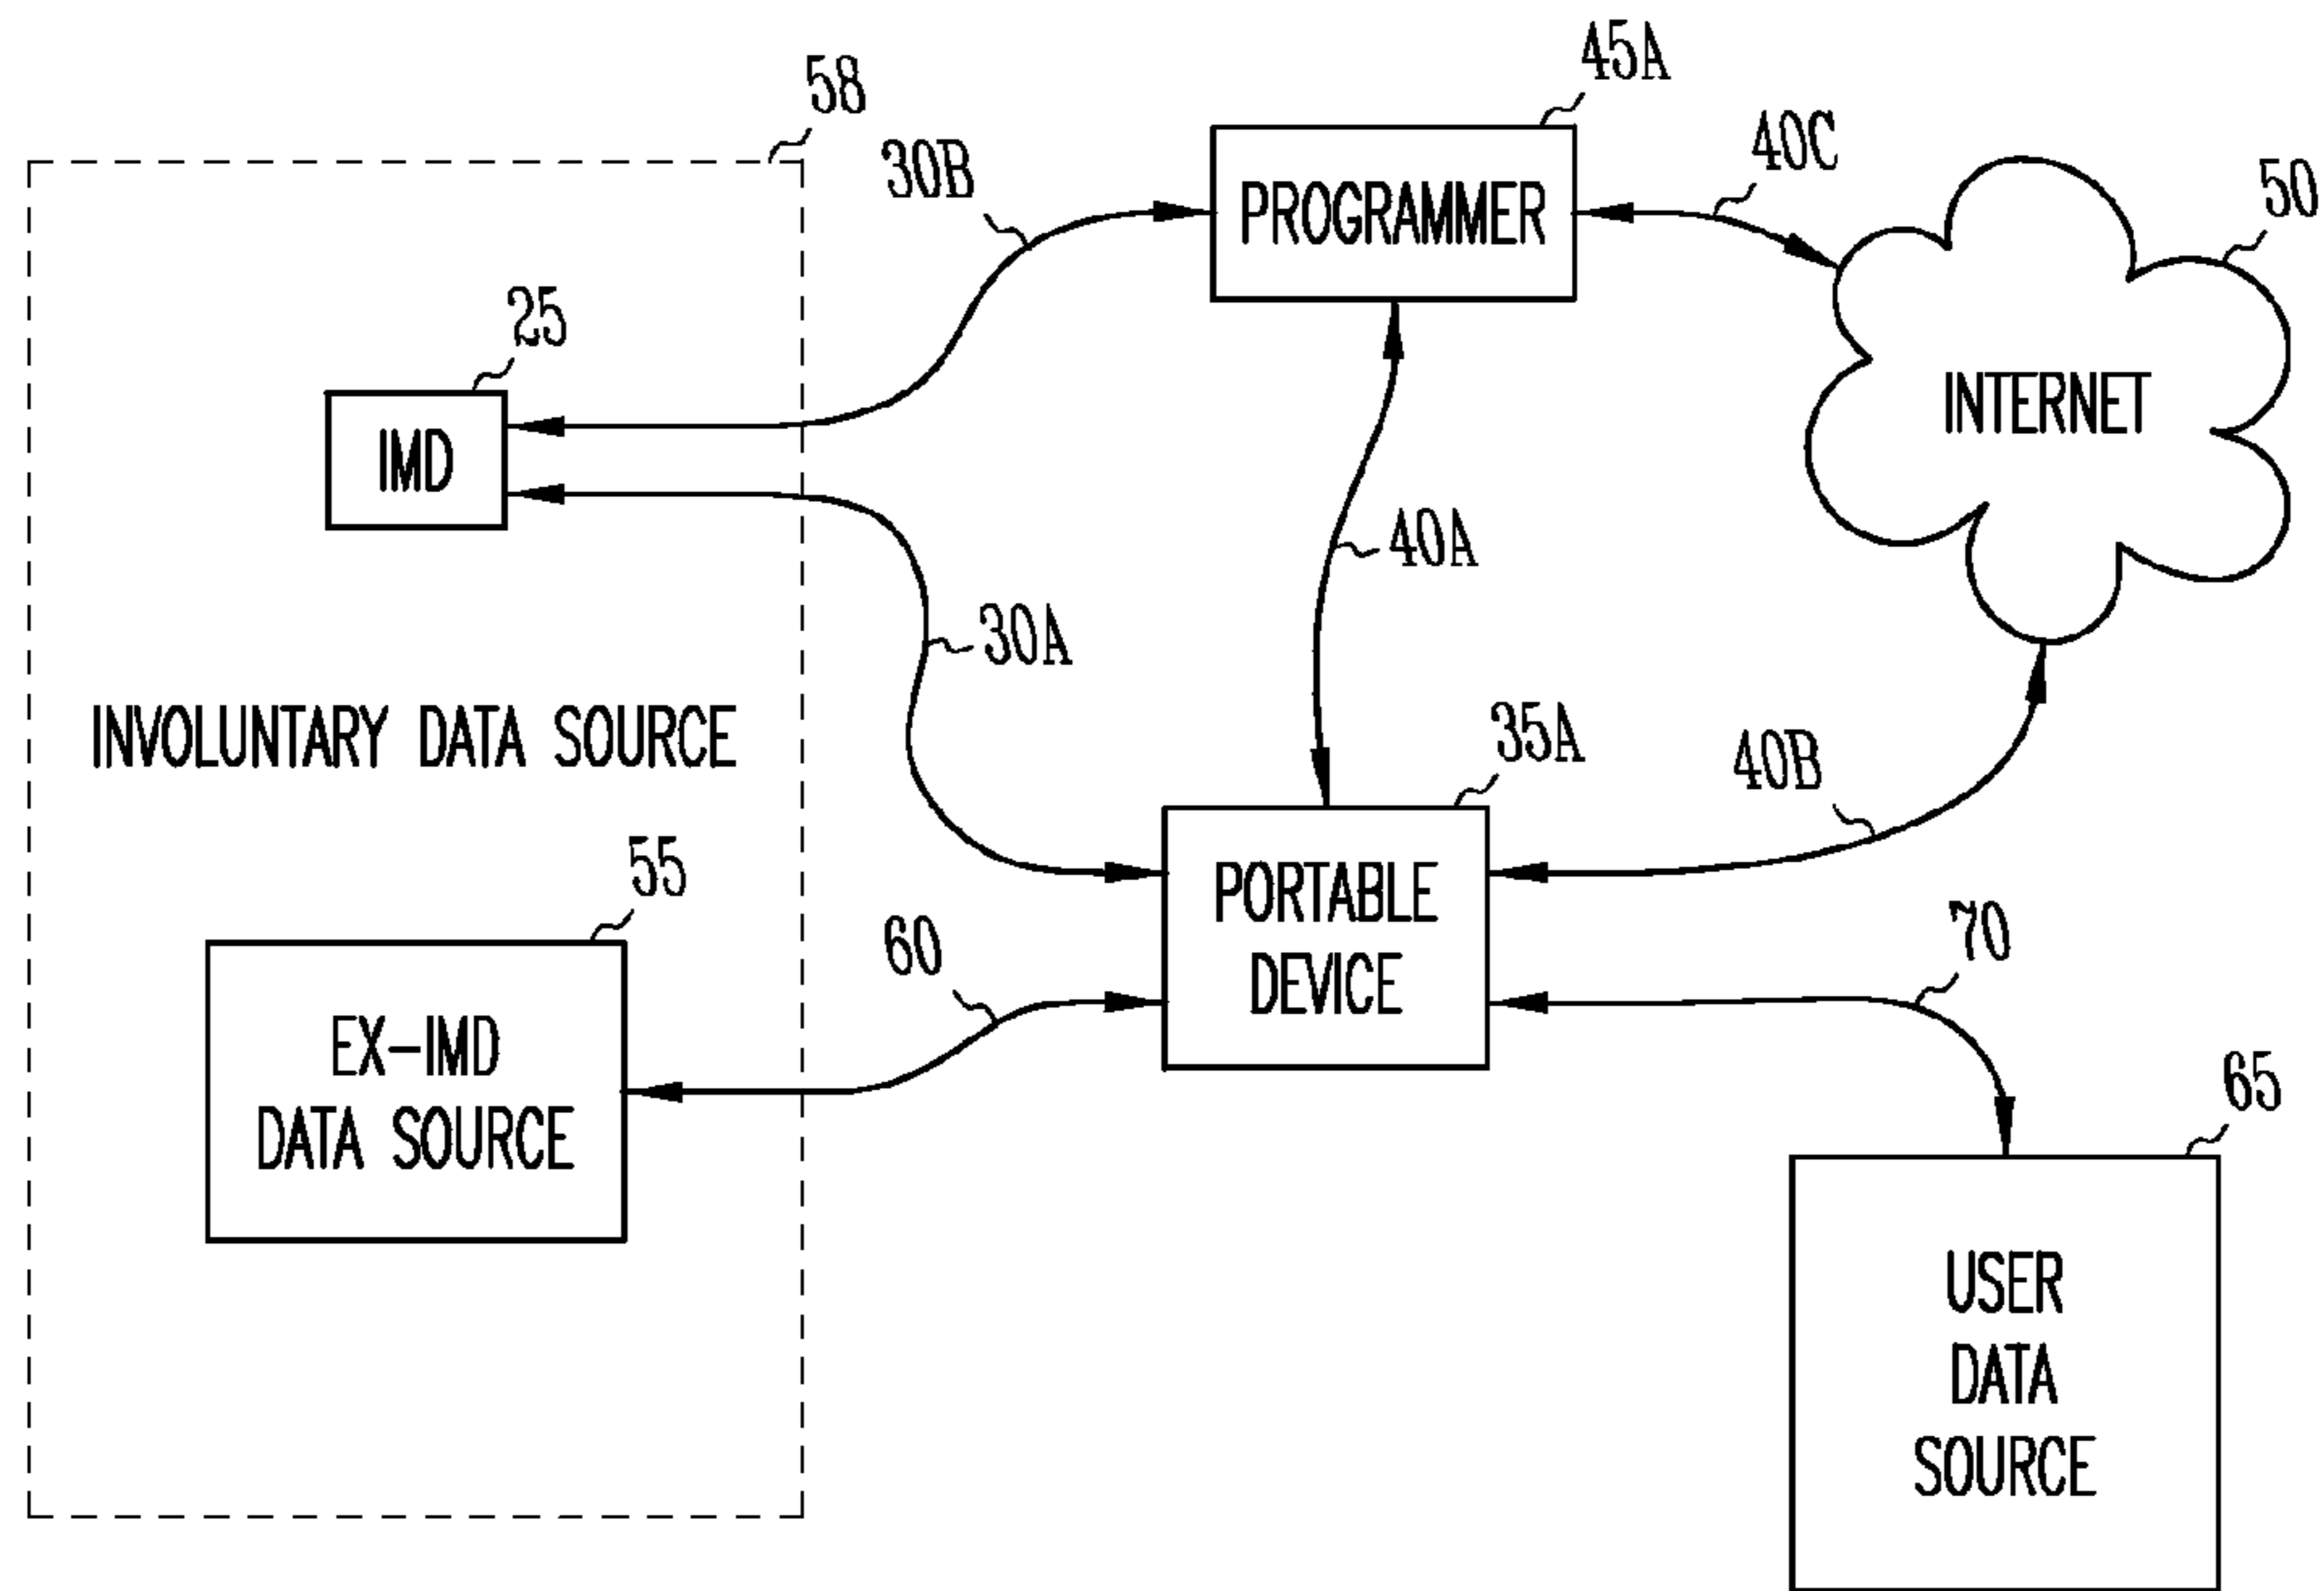 45A
58
40C
30B
50
PROGRAMMER
25
INTERNET
IMD
40A
30A
35A
INVOLUNTARY DATA SOURCE
40B
55
PORTABLE
DEVICE
70
60
EX-IMD
DATA SOURCE
65
USER
DATA
SOURCE